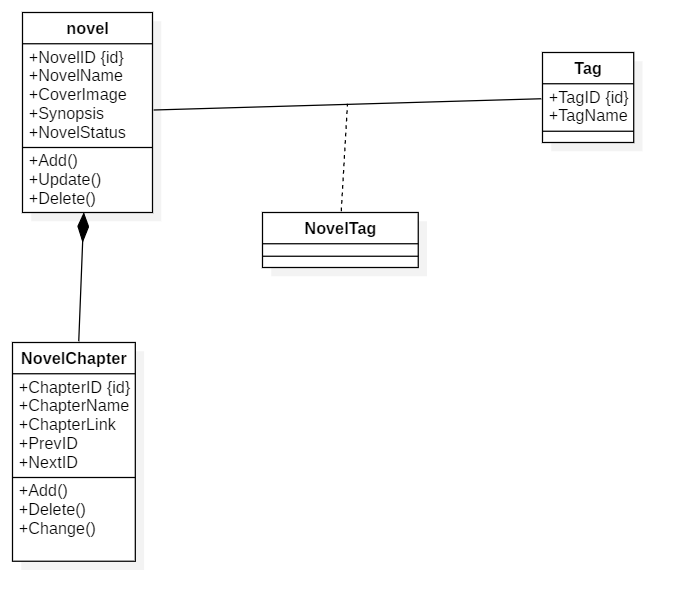 novel
+NovelID {id}
+NovelName
+CoverImage
+Synopsis
+NovelStatus
+Add()
+Update()
+Delete()
Tag
+TagID {id}
+TagName
NovelTag
NovelChapter
+ChapterID {id}
+ChapterName
+ChapterLink
+PrevID
+NextID
+Add()
+Delete()
+Change()